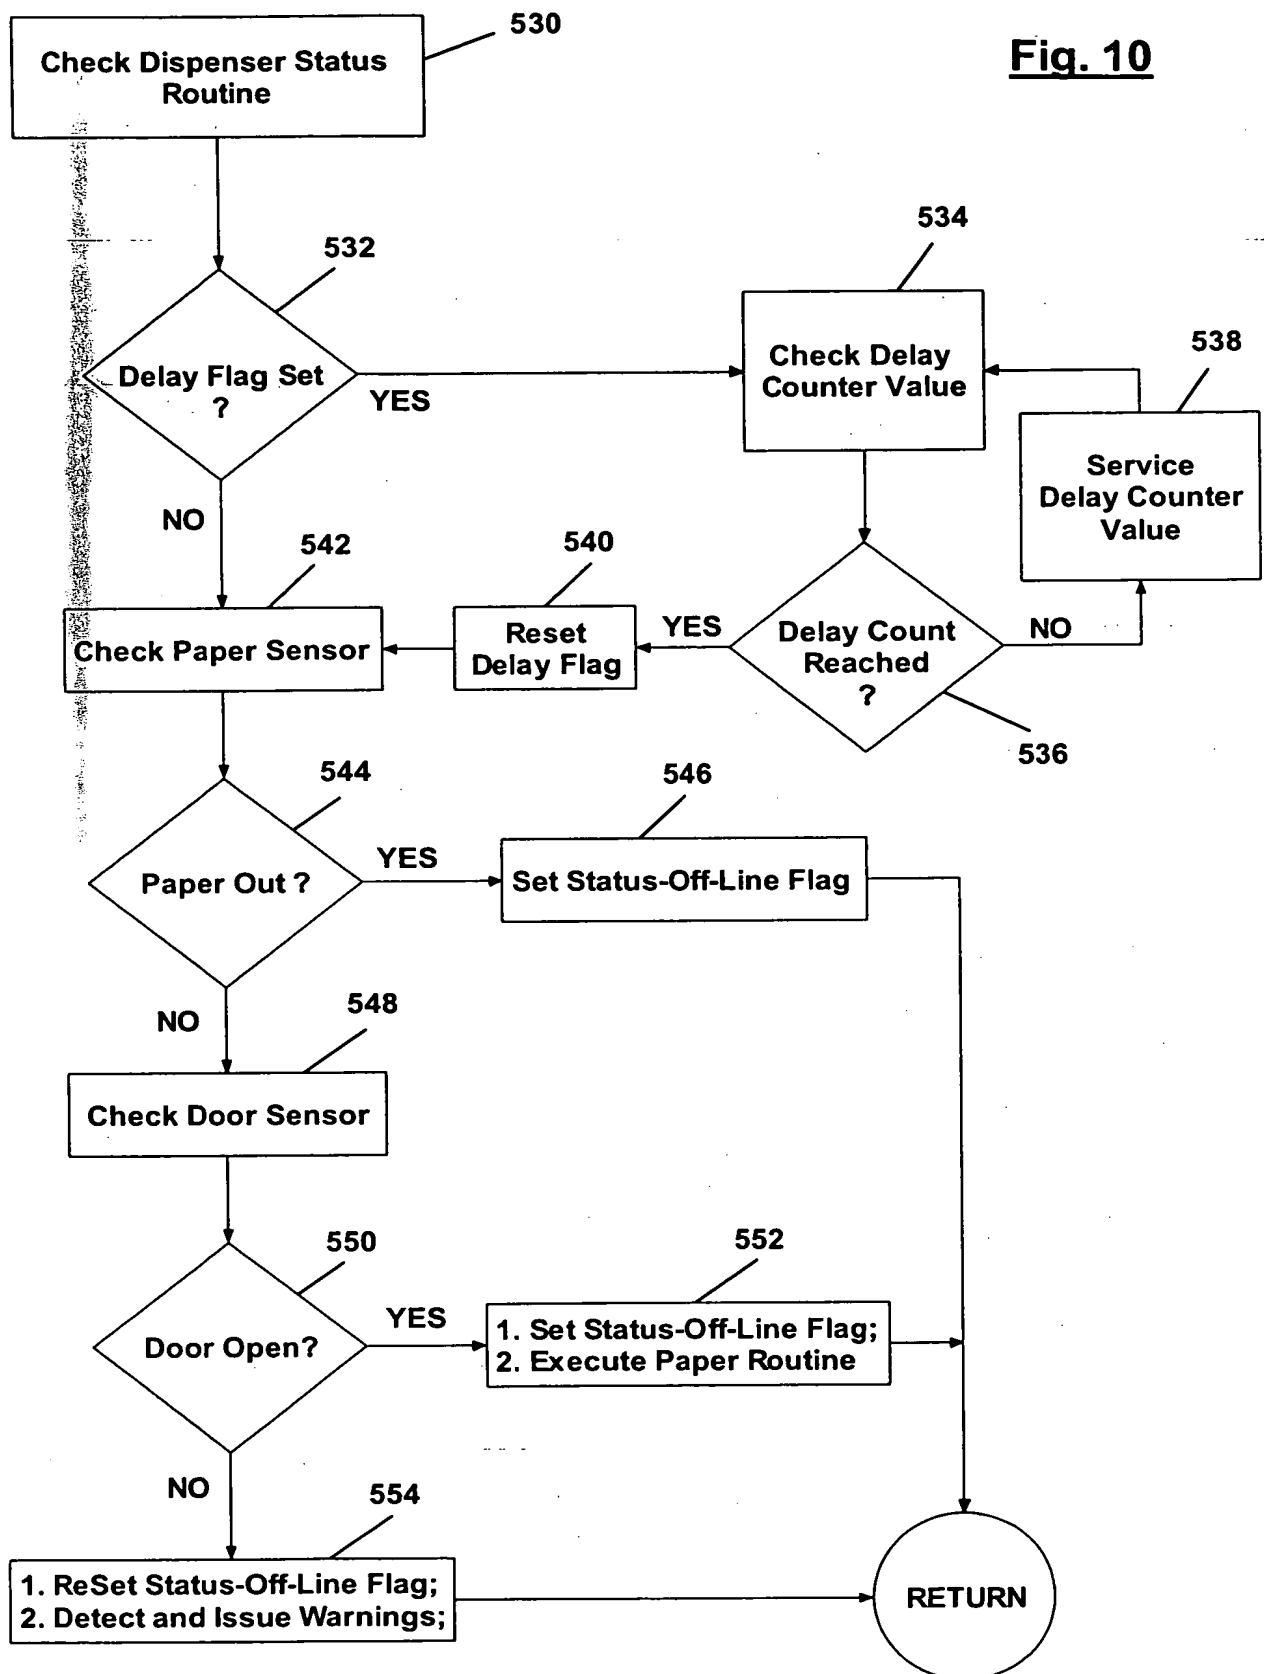 530
Fig. 10
Check Dispenser Status
Routine
534
532
538
Check Delay
Counter Value
Delay Flag Set
?
YES
Service
Delay Counter
Value
NO
542
540
YES
NO
Check Paper Sensor
Reset
Delay Flag
Delay Count
Reached
?
536
544
546
YES
Paper Out ?
Set Status-Off-Line Flag
548
NO
Check Door Sensor
550
552
YES
Door Open?
1. Set Status-Off-Line Flag;
2. Execute Paper Routine
NO
554
1. ReSet Status-Off-Line Flag;
2. Detect and Issue Warnings;
RETURN